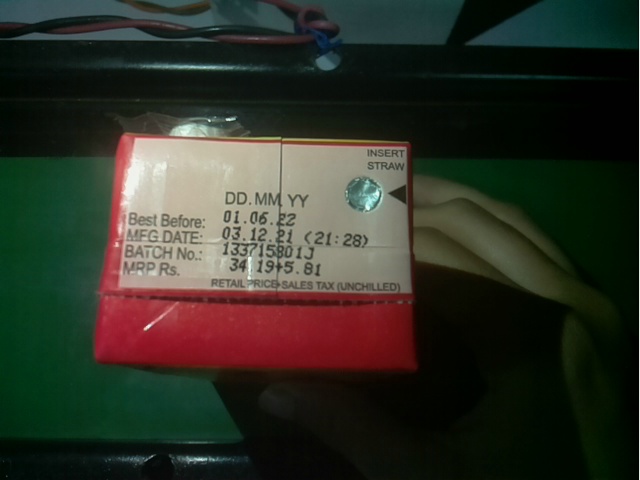 INSERT
STRAW
DD.MM.YY
Best Before: 01.06.22
MFG DATE: 03.12.21 (21:28)
BATCH No.: 133715801J
MRP Rs. 34.19+5.81
RETAIL PRICE+SALES TAX (UNCHILLED)